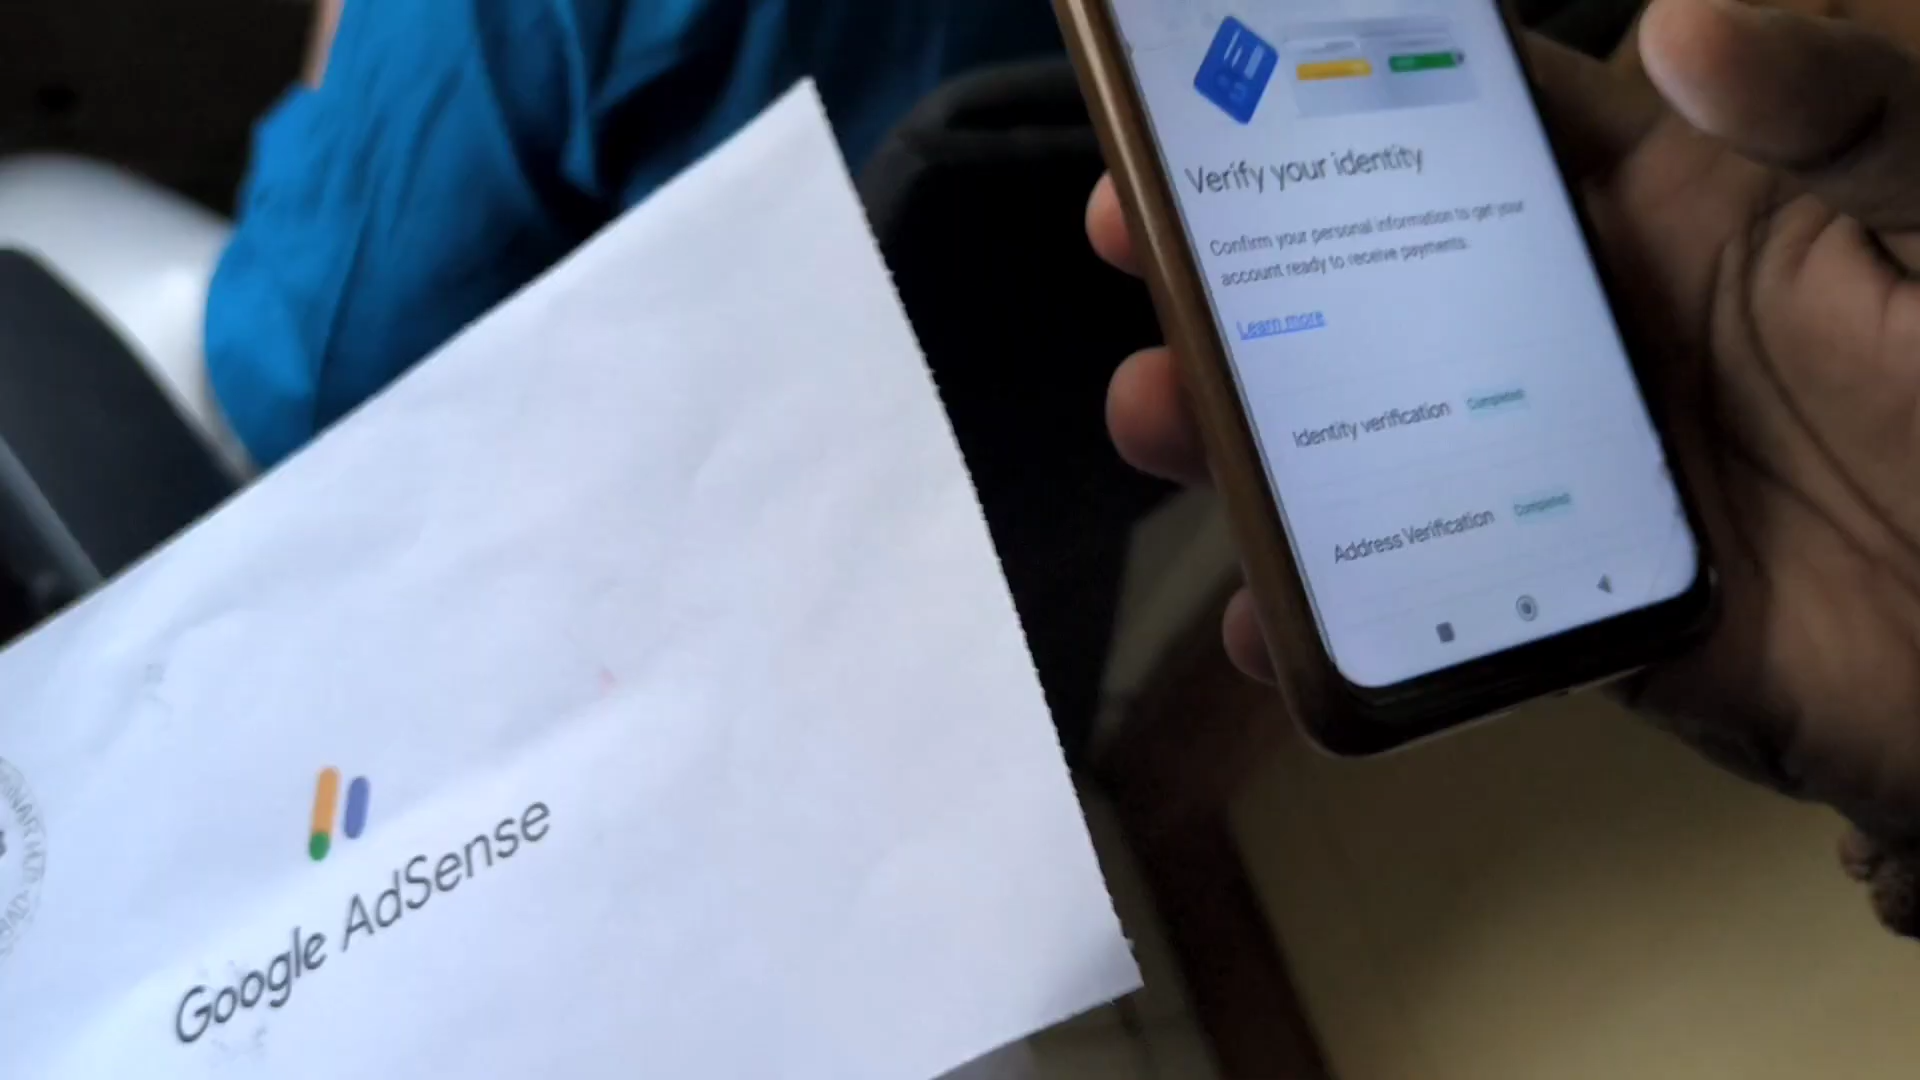 Google AdSense
Verify your identity
Confirm your personal information to get your
account ready to receive payments.
Learn more
Identity verification Completed
Address Verification Completed